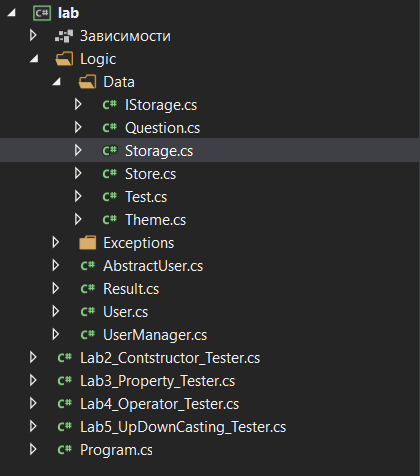 lab
Зависимости
Logic
Data
C# IStorage.cs
C# Question.cs
C# Storage.cs
C# Store.cs
C# Test.cs
C# Theme.cs
Exceptions
C# AbstractUser.cs
C# Result.cs
C# User.cs
C# UserManager.cs
C# Lab2_Contstructor_Tester.cs
C# Lab3_Property_Tester.cs
C# Lab4_Operator_Tester.cs
C# Lab5_UpDownCasting_Tester.cs
C# Program.cs